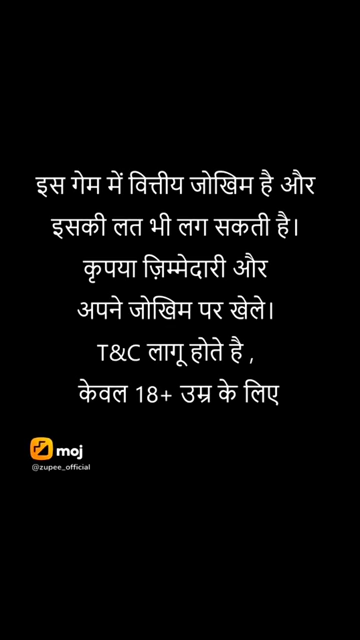 इस गेम में वित्तीय जोखिम है और
इसकी लत भी लग सकती है।
कृपया ज़िम्मेदारी और
अपने जोखिम पर खेले।
T&C लागू होते है ,
केवल 18+ उम्र के लिए
moj
@zupee_official